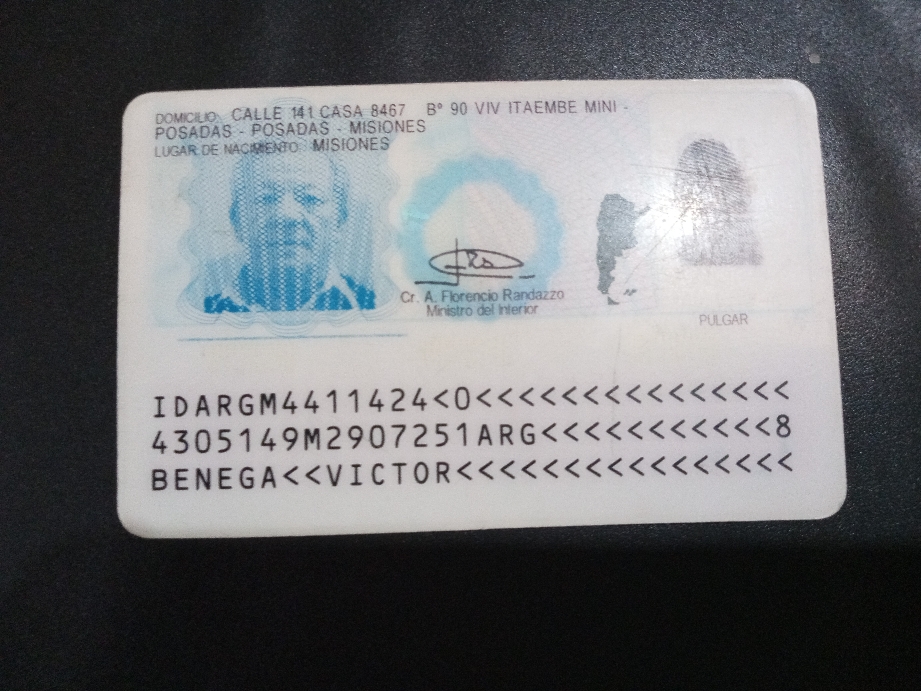 DOMICILIO: CALLE 141 CASA 8467 Bº 90 VIV ITAEMBE MINI -
POSADAS - POSADAS - MISIONES
LUGAR DE NACIMIENTO: MISIONES
Cr. A. Florencio Randazzo
Ministro del Interior
PULGAR
IDARGM4411424<0<<<<<<<<<<<<<<<
4305149M2907251ARG<<<<<<<<<<<8
BENEGA<<VICTOR<<<<<<<<<<<<<<<<